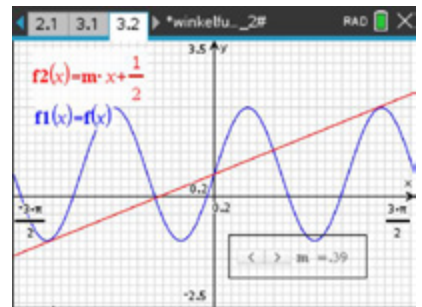 2.1 3.1 3.2 *winkelfu..._2# RAD
3.5 y
f2(x)=m·x+1/2
f1(x)=f(x)
0.2 x
-3·π/2 0.2 3·π/2
m =.39
-2.5